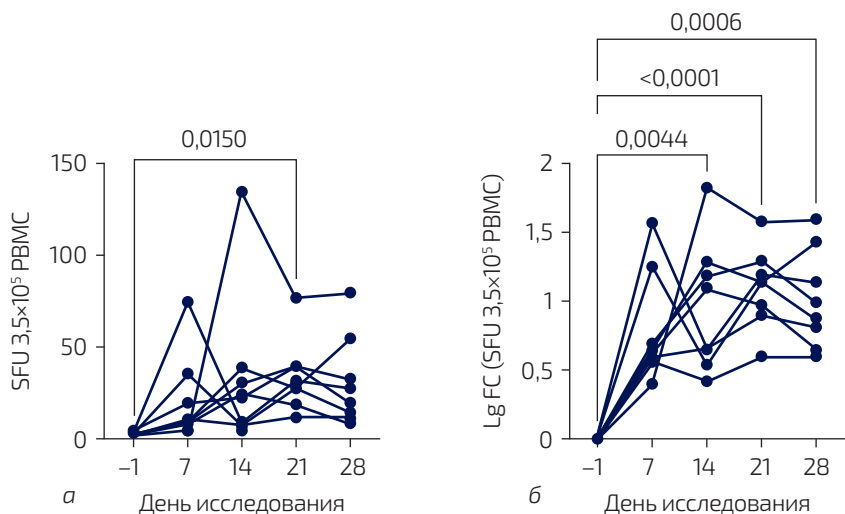 0,0150
150
100
50
0
SFU 3,5×10⁵ PBMC
–1 7 14 21 28
а День исследования
0,0006
<0,0001
0,0044
2
1,5
1
0,5
0
Lg FC (SFU 3,5×10⁵ PBMC)
–1 7 14 21 28
б День исследования